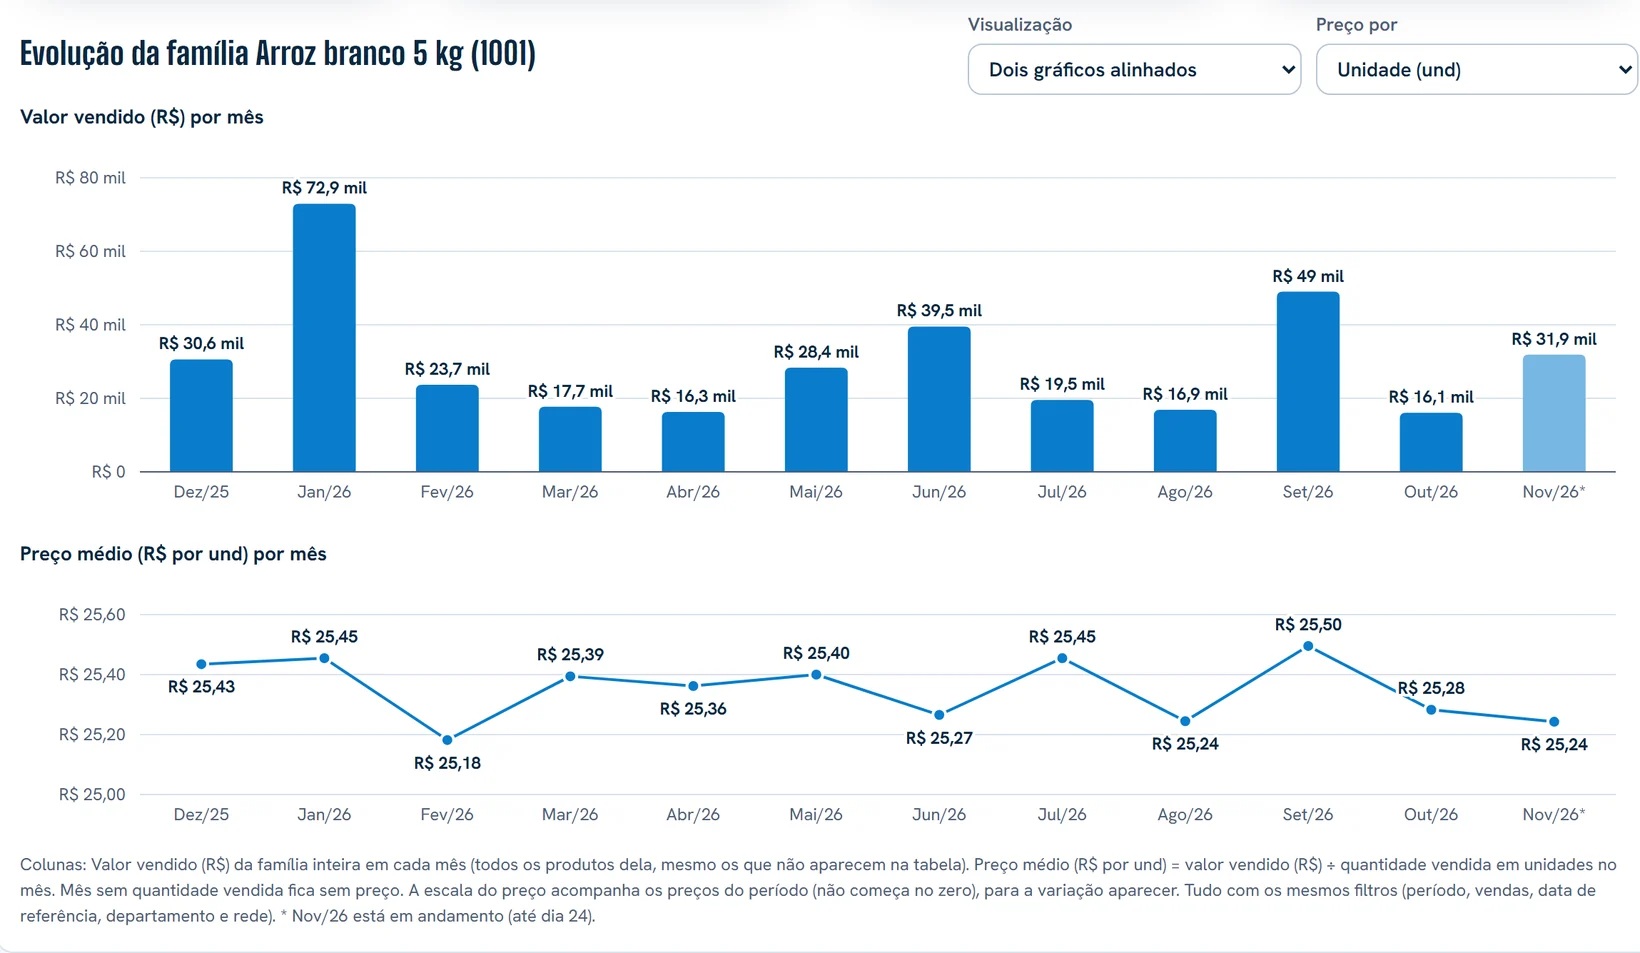 Visualização
Preço por
Evolução da família Arroz branco 5 kg (1001)
Dois gráficos alinhados
Unidade (und)
Valor vendido (R$) por mês
R$ 80 mil
R$ 60 mil
R$ 40 mil
R$ 20 mil
R$ 0
R$ 30,6 mil
R$ 72,9 mil
R$ 23,7 mil
R$ 17,7 mil
R$ 16,3 mil
R$ 28,4 mil
R$ 39,5 mil
R$ 19,5 mil
R$ 16,9 mil
R$ 49 mil
R$ 16,1 mil
R$ 31,9 mil
Dez/25
Jan/26
Fev/26
Mar/26
Abr/26
Mai/26
Jun/26
Jul/26
Ago/26
Set/26
Out/26
Nov/26*
Preço médio (R$ por und) por mês
R$ 25,60
R$ 25,40
R$ 25,20
R$ 25,00
R$ 25,43
R$ 25,45
R$ 25,18
R$ 25,39
R$ 25,36
R$ 25,40
R$ 25,27
R$ 25,45
R$ 25,24
R$ 25,50
R$ 25,28
R$ 25,24
Dez/25
Jan/26
Fev/26
Mar/26
Abr/26
Mai/26
Jun/26
Jul/26
Ago/26
Set/26
Out/26
Nov/26*
Colunas: Valor vendido (R$) da família inteira em cada mês (todos os produtos dela, mesmo os que não aparecem na tabela). Preço médio (R$ por und) = valor vendido (R$) ÷ quantidade vendida em unidades no
mês. Mês sem quantidade vendida fica sem preço. A escala do preço acompanha os preços do período (não começa no zero), para a variação aparecer. Tudo com os mesmos filtros (período, vendas, data de
referência, departamento e rede). * Nov/26 está em andamento (até dia 24).